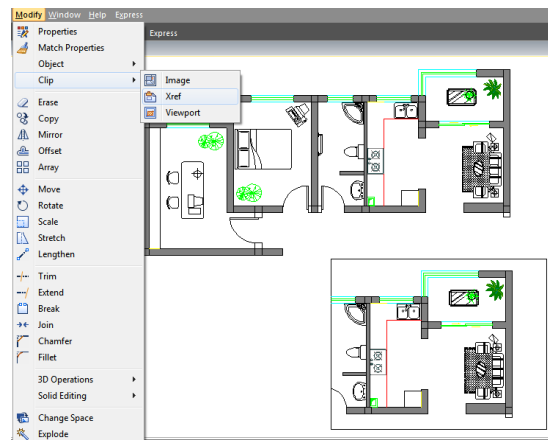 Modify Window Help Express
Properties
Express
Match Properties
Object
Clip
Image
Xref
Viewport
Erase
Copy
Mirror
Offset
Array
Move
Rotate
Scale
Stretch
Lengthen
Trim
Extend
Break
Join
Chamfer
Fillet
3D Operations
Solid Editing
Change Space
Explode